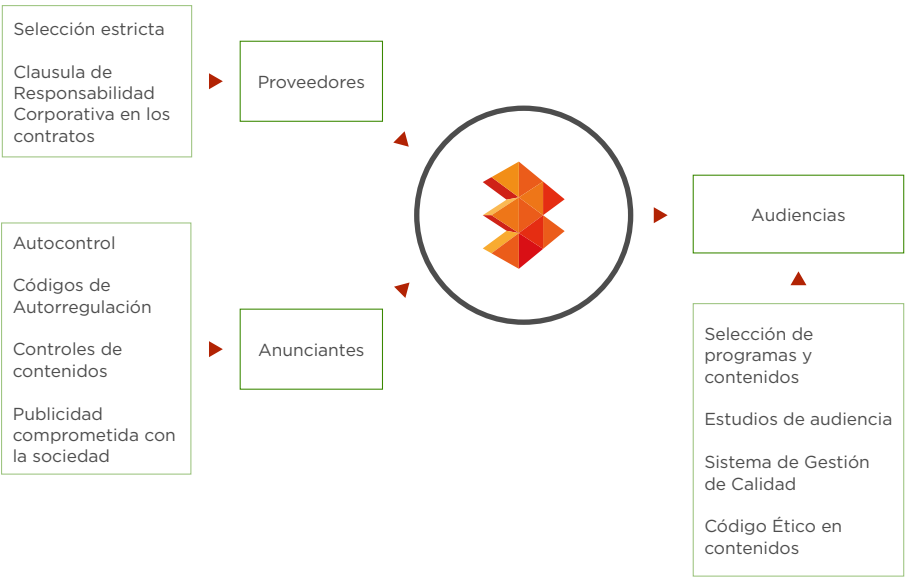 Selección estricta
Clausula de
Responsabilidad
Corporativa en los
contratos
Proveedores
Autocontrol
Códigos de
Autorregulación
Controles de
contenidos
Publicidad
comprometida con
la sociedad
Anunciantes
Audiencias
Selección de
programas y
contenidos
Estudios de audiencia
Sistema de Gestión
de Calidad
Código Ético en
contenidos